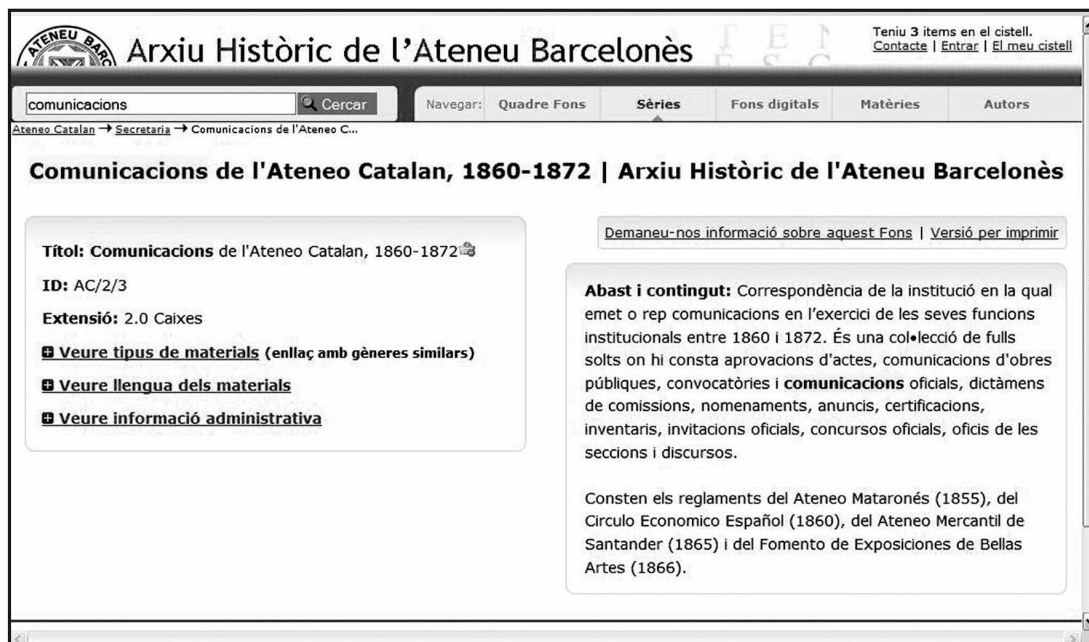 ATENEU BARC
Arxiu Històric de l'Ateneu Barcelonès
Teniu 3 items en el cistell.
Contacte | Entrar | El meu cistell
comunicacions
Cercar
Navegar: Quadre Fons Sèries Fons digitals Matèries Autors
Ateneo Catalan → Secretaria → Comunicacions de l'Ateneo C...
Comunicacions de l'Ateneo Catalan, 1860-1872 | Arxiu Històric de l'Ateneu Barcelonès
Títol: Comunicacions de l'Ateneo Catalan, 1860-1872
ID: AC/2/3
Extensió: 2.0 Caixes
Veure tipus de materials (enllaç amb gèneres similars)
Veure llengua dels materials
Veure informació administrativa
Demaneu-nos informació sobre aquest Fons | Versió per imprimir
Abast i contingut: Correspondència de la institució en la qual
emet o rep comunicacions en l'exercici de les seves funcions
institucionals entre 1860 i 1872. És una col•lecció de fulls
solts on hi consta aprovacions d'actes, comunicacions d'obres
públiques, convocatòries i comunicacions oficials, dictàmens
de comissions, nomenaments, anuncis, certificacions,
inventaris, invitacions oficials, concursos oficials, oficis de les
seccions i discursos.
Consten els reglaments del Ateneo Mataronés (1855), del
Circulo Economico Español (1860), del Ateneo Mercantil de
Santander (1865) i del Fomento de Exposiciones de Bellas
Artes (1866).